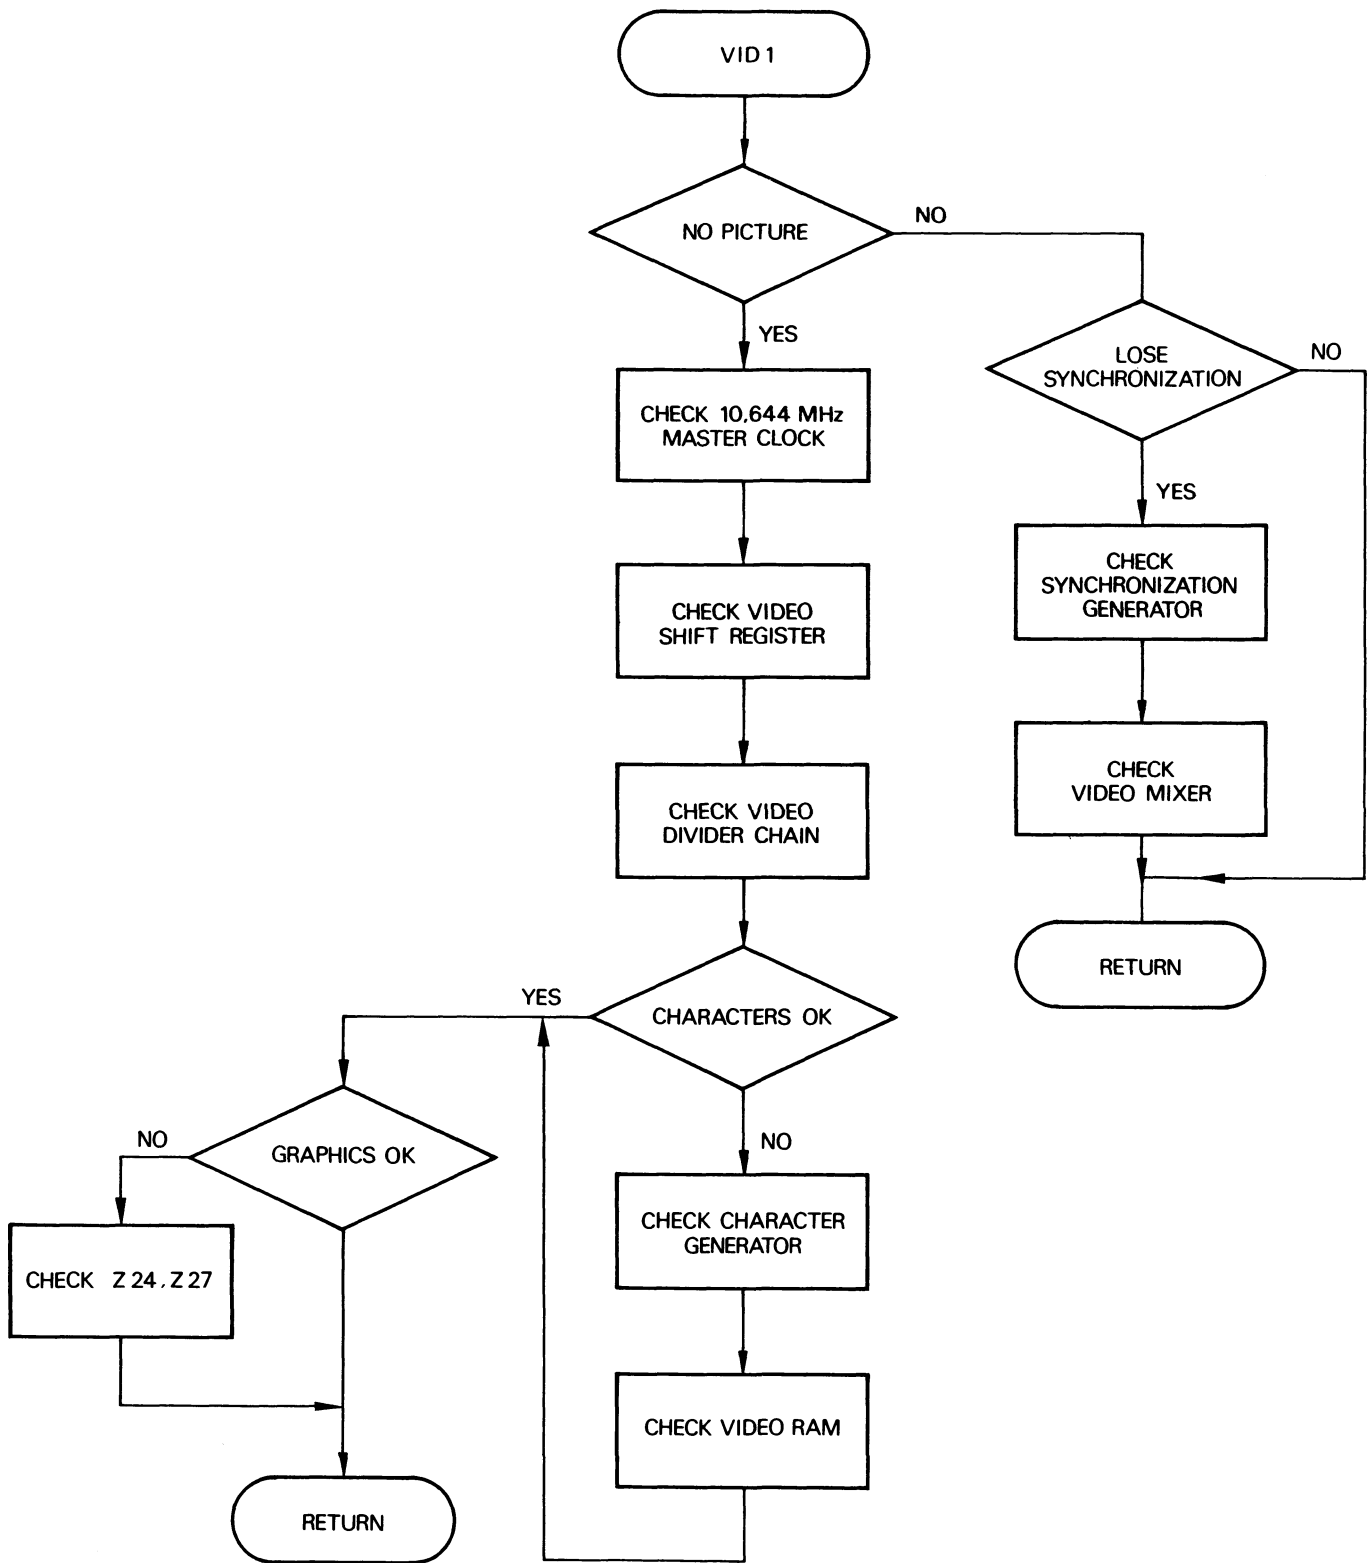 VID 1
NO PICTURE
NO
YES
LOSE
SYNCHRONIZATION
NO
CHECK 10,644 MHz
MASTER CLOCK
YES
CHECK
SYNCHRONIZATION
GENERATOR
CHECK VIDEO
SHIFT REGISTER
CHECK
VIDEO MIXER
CHECK VIDEO
DIVIDER CHAIN
RETURN
YES
CHARACTERS OK
NO
GRAPHICS OK
NO
CHECK CHARACTER
GENERATOR
CHECK Z 24, Z 27
CHECK VIDEO RAM
RETURN